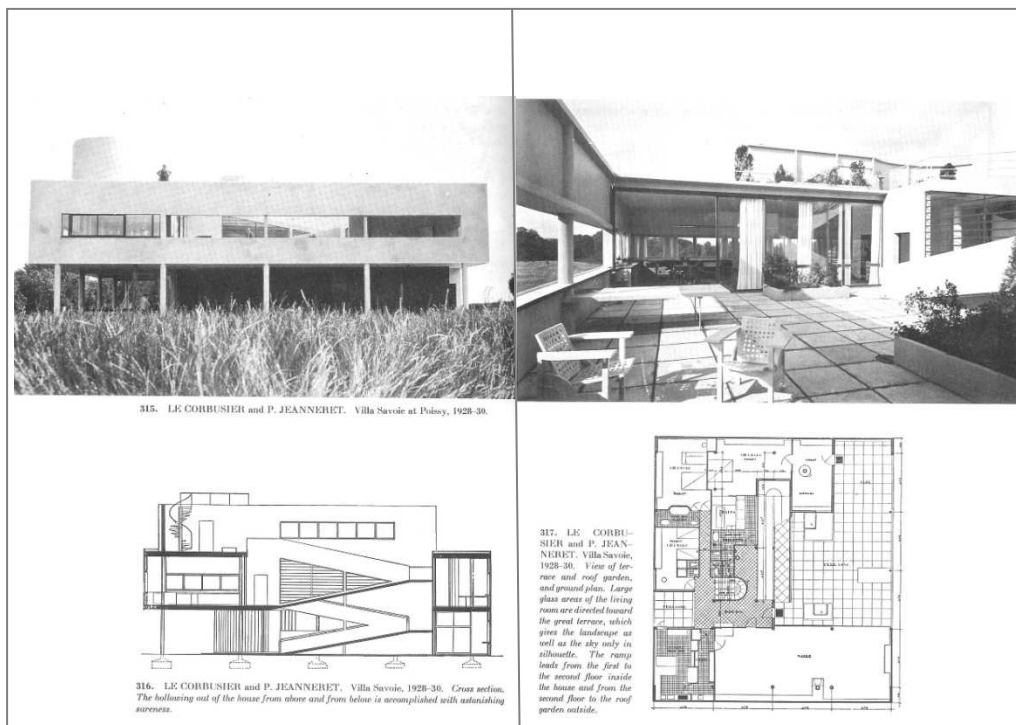 315. LE CORBUSIER and P. JEANNERET. Villa Savoie at Poissy, 1928–30.
316. LE CORBUSIER and P. JEANNERET. Villa Savoie, 1928–30. Cross section.
The hollowing out of the house from above and from below is accomplished with astonishing
sureness.
317. LE CORBU-
SIER and P. JEAN-
NERET. Villa Savoie,
1928–30. View of ter-
race and roof garden,
and ground plan. Large
glass areas of the living
room are directed toward
the great terrace, which
gives the landscape as
well as the sky only in
silhouette. The ramp
leads from the first to
the second floor inside
the house and from the
second floor to the roof
garden outside.